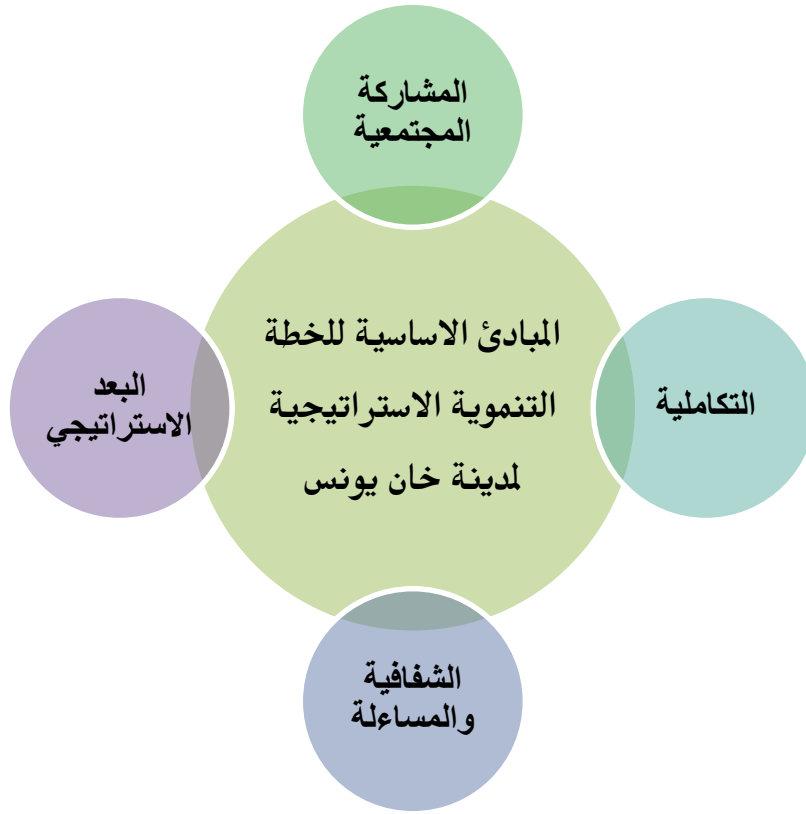 المشاركة
المجتمعية
المبادئ الاساسية للخطة
التنموية الاستراتيجية
لمدينة خان يونس
التكاملية
البعد
الاستراتيجي
الشفافية
والمساءلة